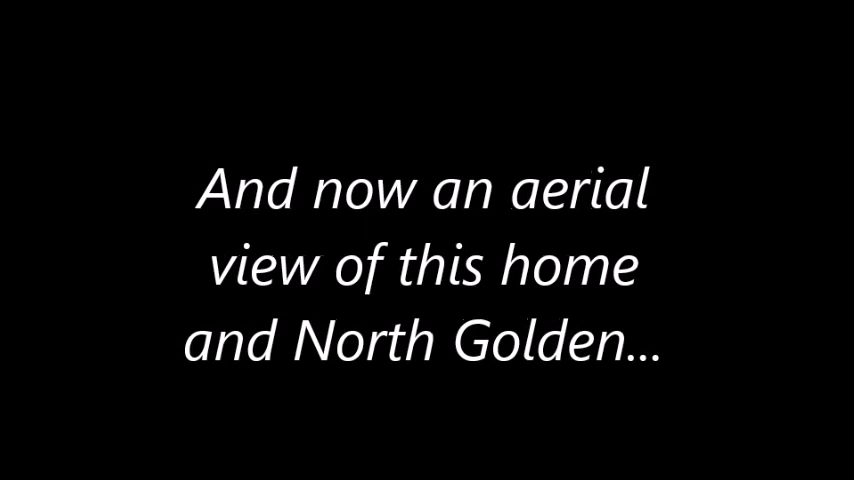 And now an aerial
view of this home
and North Golden...